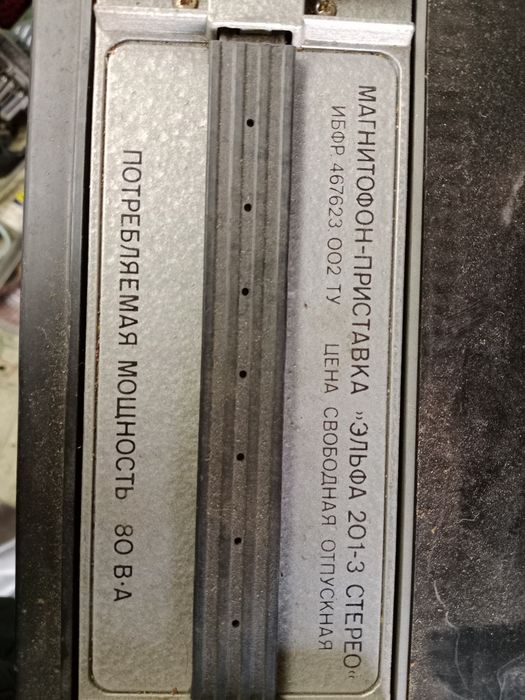 МАГНИТОФОН-ПРИСТАВКА „ЭЛЬФА 201-3 СТЕРЕО“
ИБФР. 467623. 002 ТУ ЦЕНА СВОБОДНАЯ ОТПУСКНАЯ
ПОТРЕБЛЯЕМАЯ МОЩНОСТЬ 80 В·А